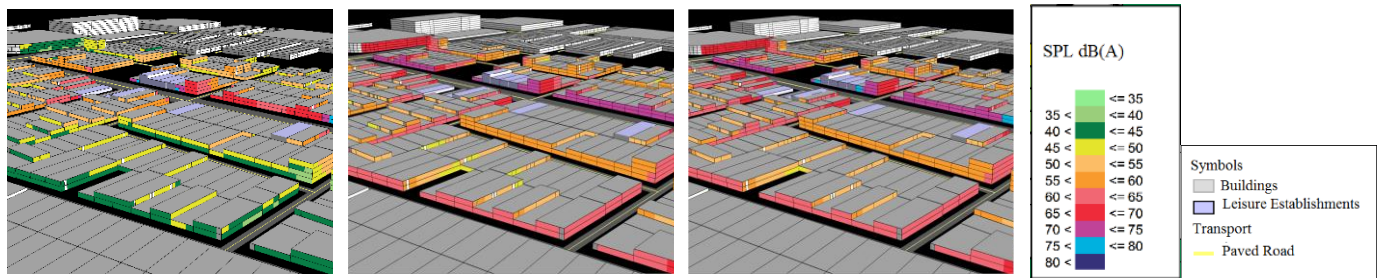 SPL dB(A)
<= 35
35 < <= 40
40 < <= 45
45 < <= 50
50 < <= 55
55 < <= 60
60 < <= 65
65 < <= 70
70 < <= 75
75 < <= 80
80 <
Symbols
Buildings
Leisure Establishments
Transport
Paved Road